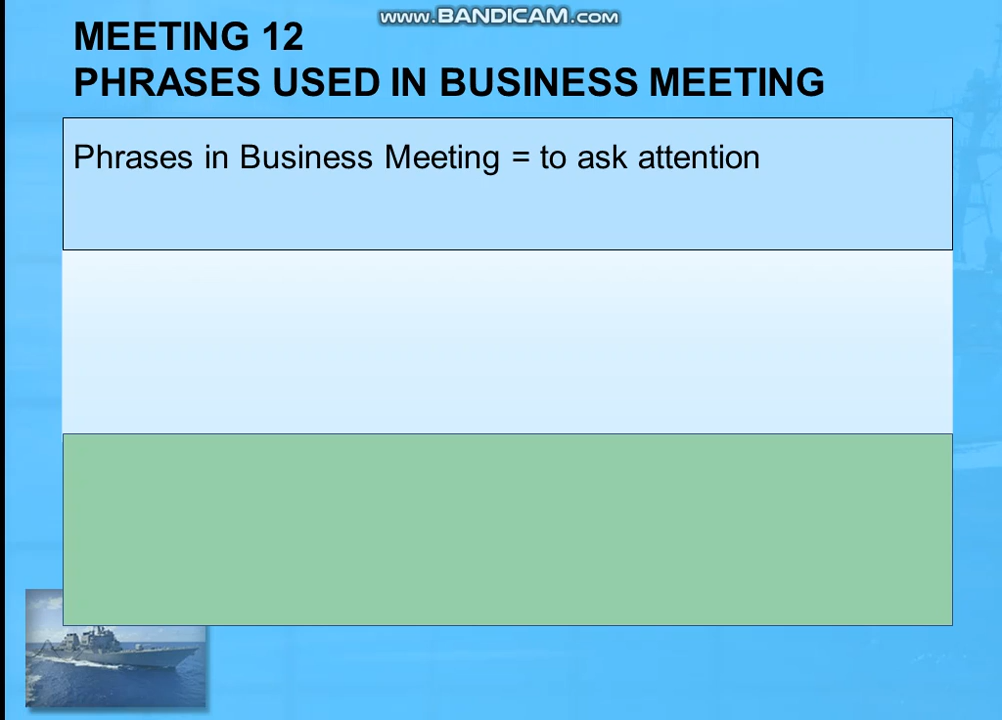 www.BANDICAM.com
MEETING 12
PHRASES USED IN BUSINESS MEETING
Phrases in Business Meeting = to ask attention